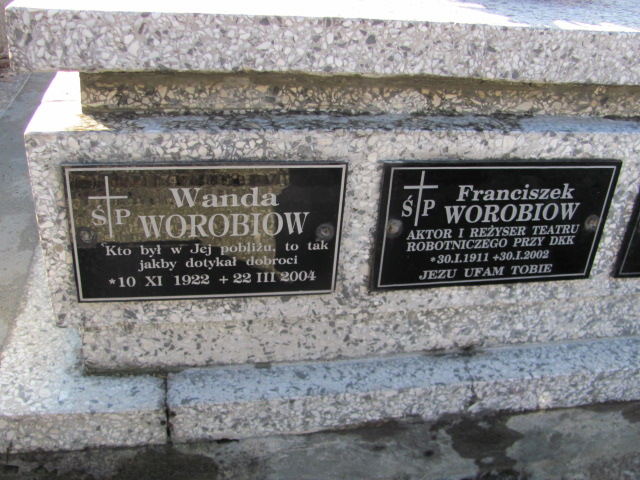 Wanda
ŚP WOROBIOW
Kto był w Jej pobliżu, to tak
jakby dotykał dobroci
*10 XI 1922 +22 III 2004
Franciszek
ŚP WOROBIOW
AKTOR I REŻYSER TEATRU
ROBOTNICZEGO PRZY DKK
*30.I.1911 +30.I.2002
JEZU UFAM TOBIE